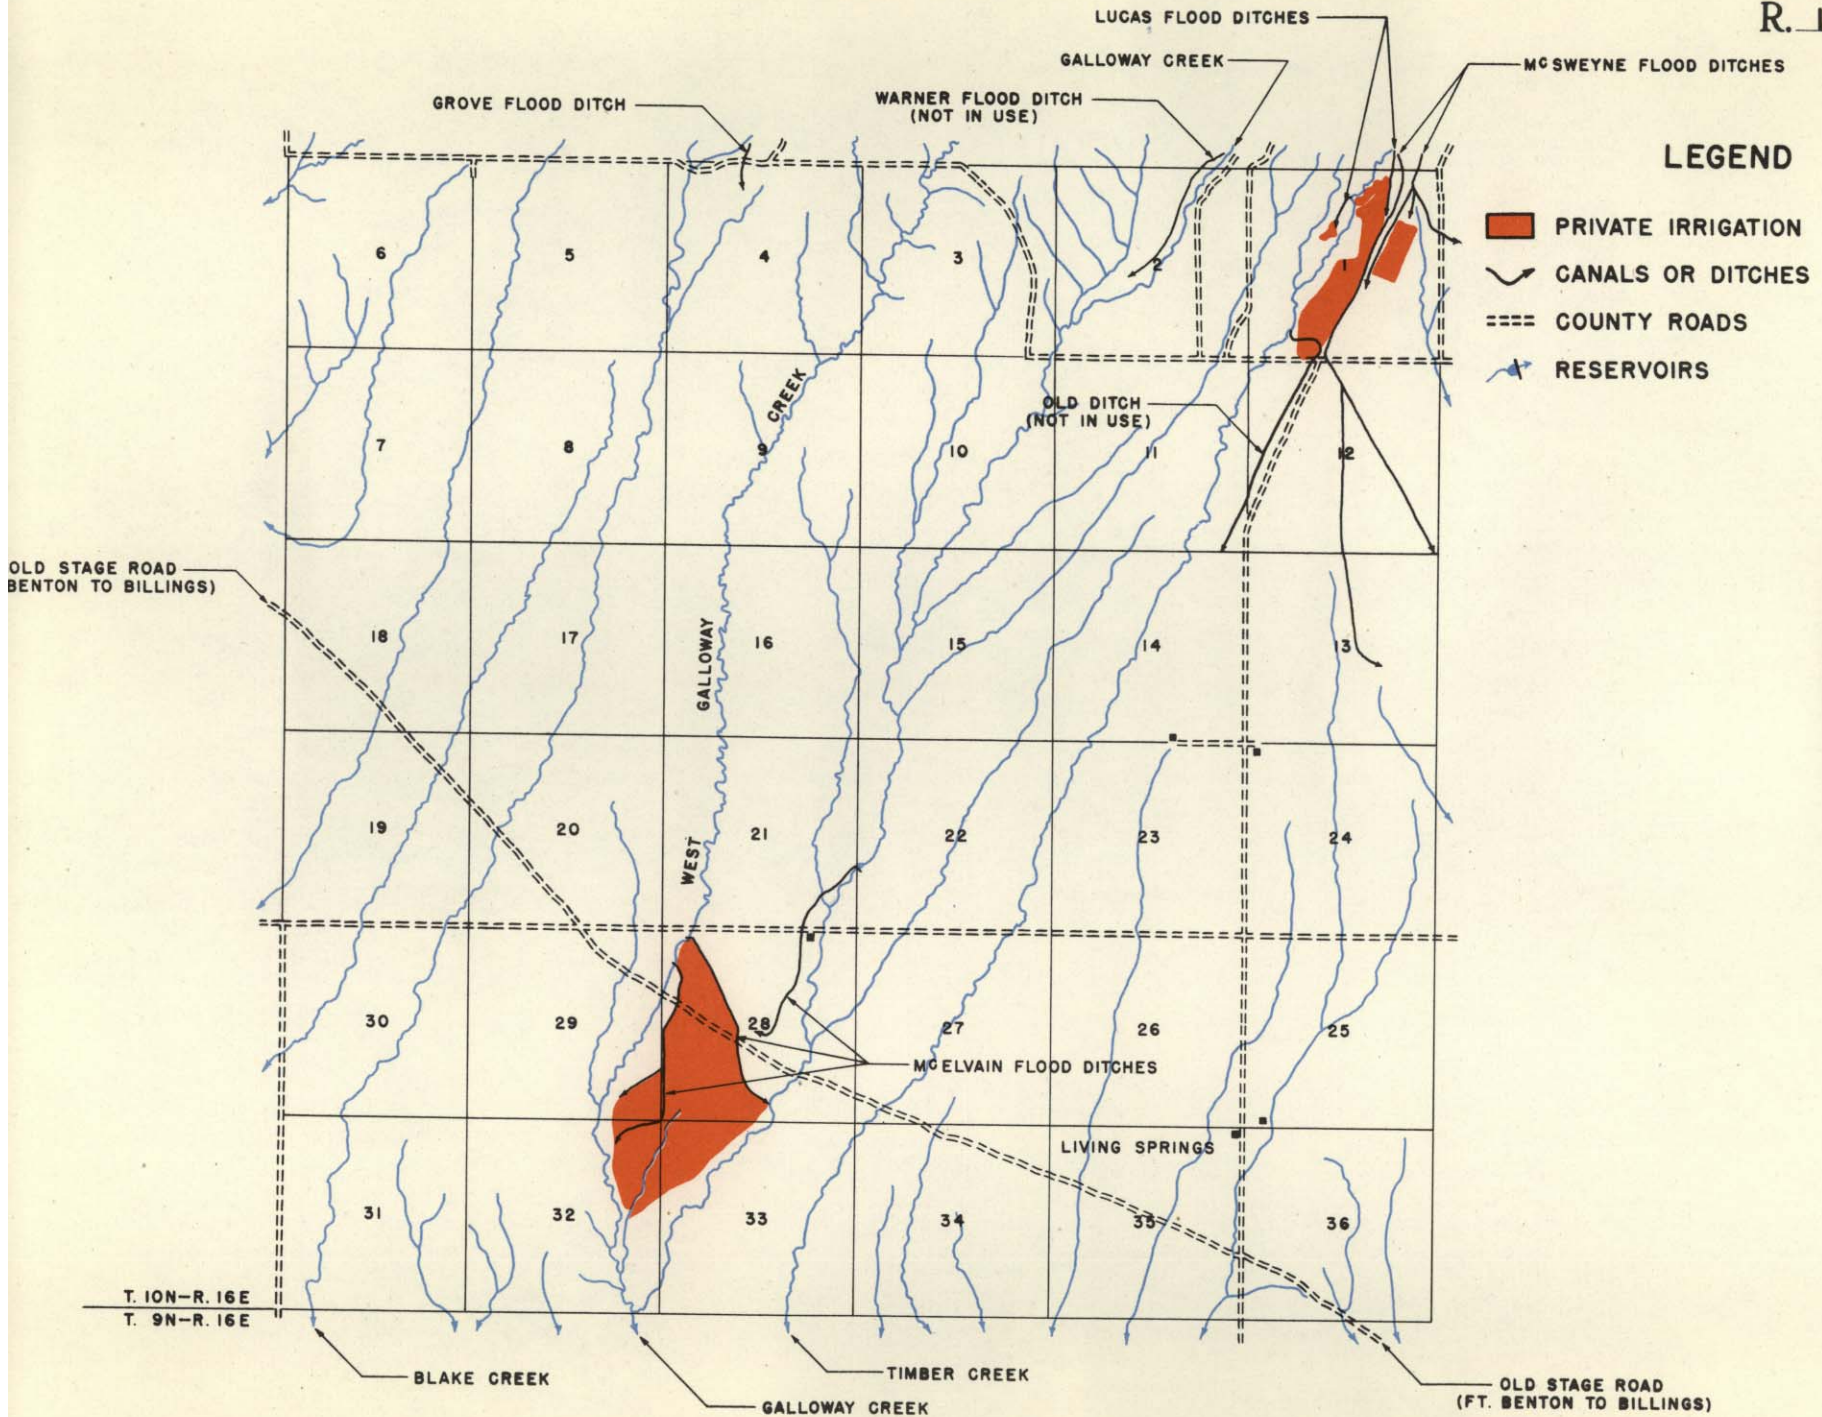 R. 1
LUCAS FLOOD DITCHES
GALLOWAY CREEK
MCSWEYNE FLOOD DITCHES
GROVE FLOOD DITCH
WARNER FLOOD DITCH
(NOT IN USE)
LEGEND
PRIVATE IRRIGATION
CANALS OR DITCHES
COUNTY ROADS
RESERVOIRS
6
5
4
3
2
1
CREEK
OLD DITCH
(NOT IN USE)
7
8
9
10
11
12
OLD STAGE ROAD
BENTON TO BILLINGS)
18
17
GALLOWAY
16
15
14
13
19
20
WEST
21
22
23
24
30
29
28
27
26
25
MCELVAIN FLOOD DITCHES
LIVING SPRINGS
31
32
33
34
35
36
T. 10N-R. 16E
T. 9N-R. 16E
BLAKE CREEK
GALLOWAY CREEK
TIMBER CREEK
OLD STAGE ROAD
(FT. BENTON TO BILLINGS)